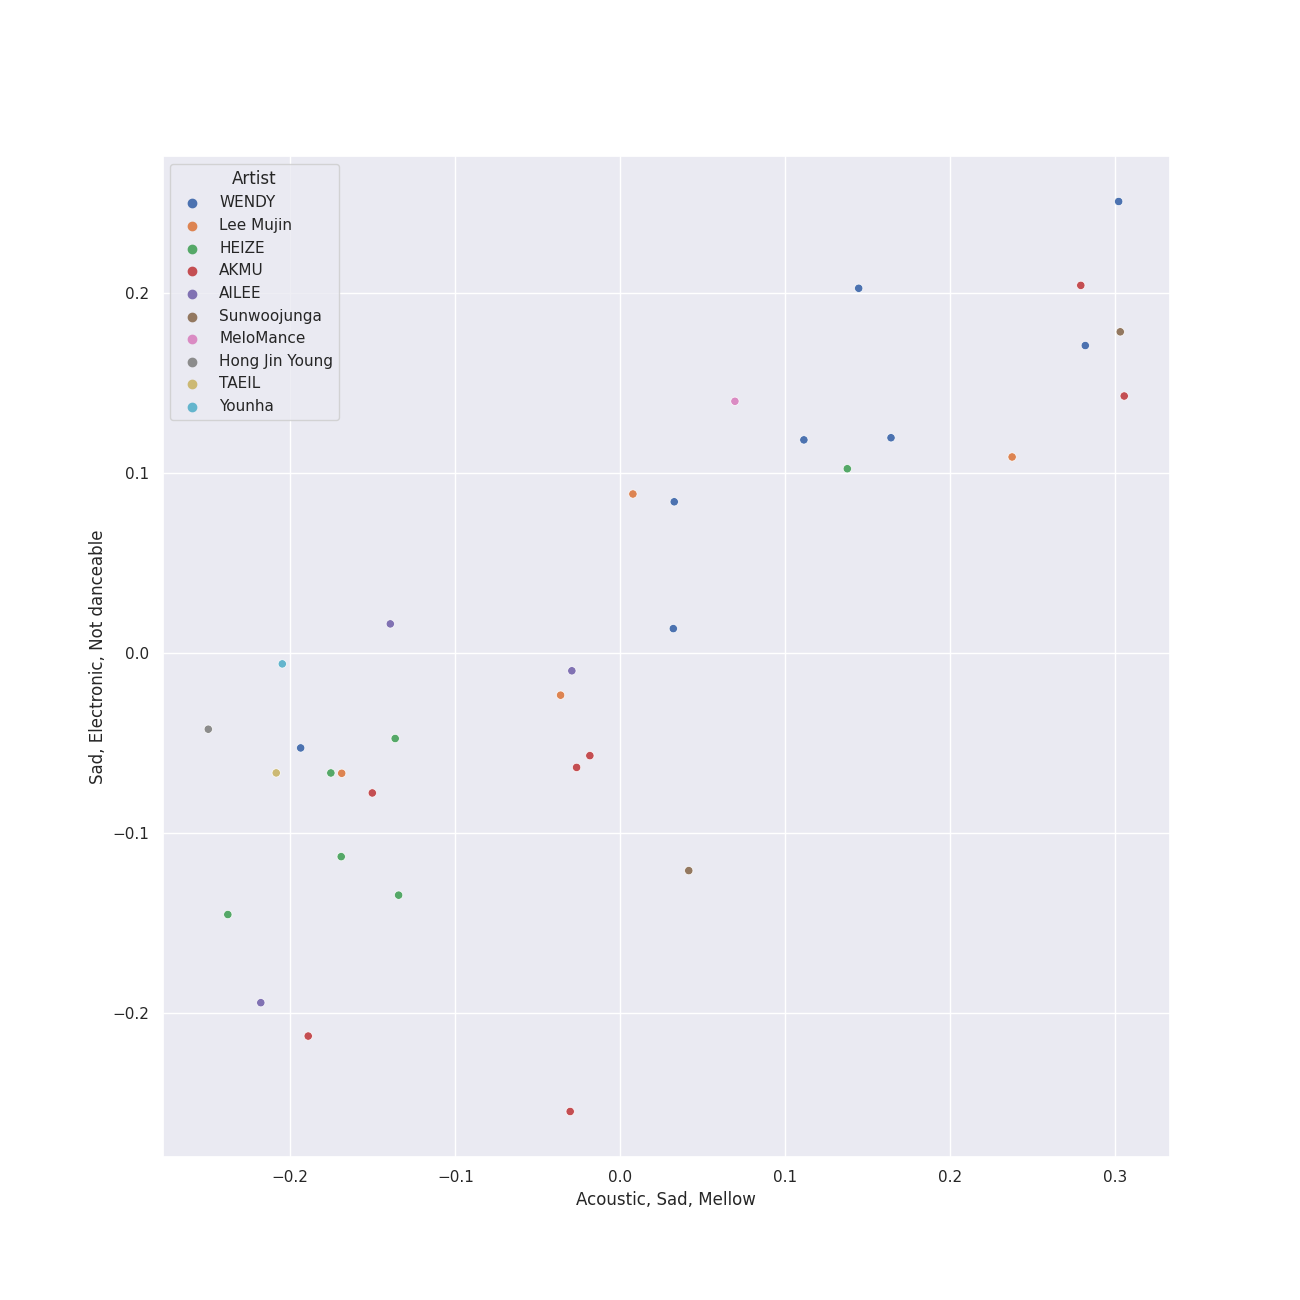 Artist
WENDY
Lee Mujin
HEIZE
AKMU
AILEE
Sunwoojunga
MeloMance
Hong Jin Young
TAEIL
Younha
0.2
0.1
0.0
−0.1
−0.2
Sad, Electronic, Not danceable
−0.2 −0.1 0.0 0.1 0.2 0.3
Acoustic, Sad, Mellow